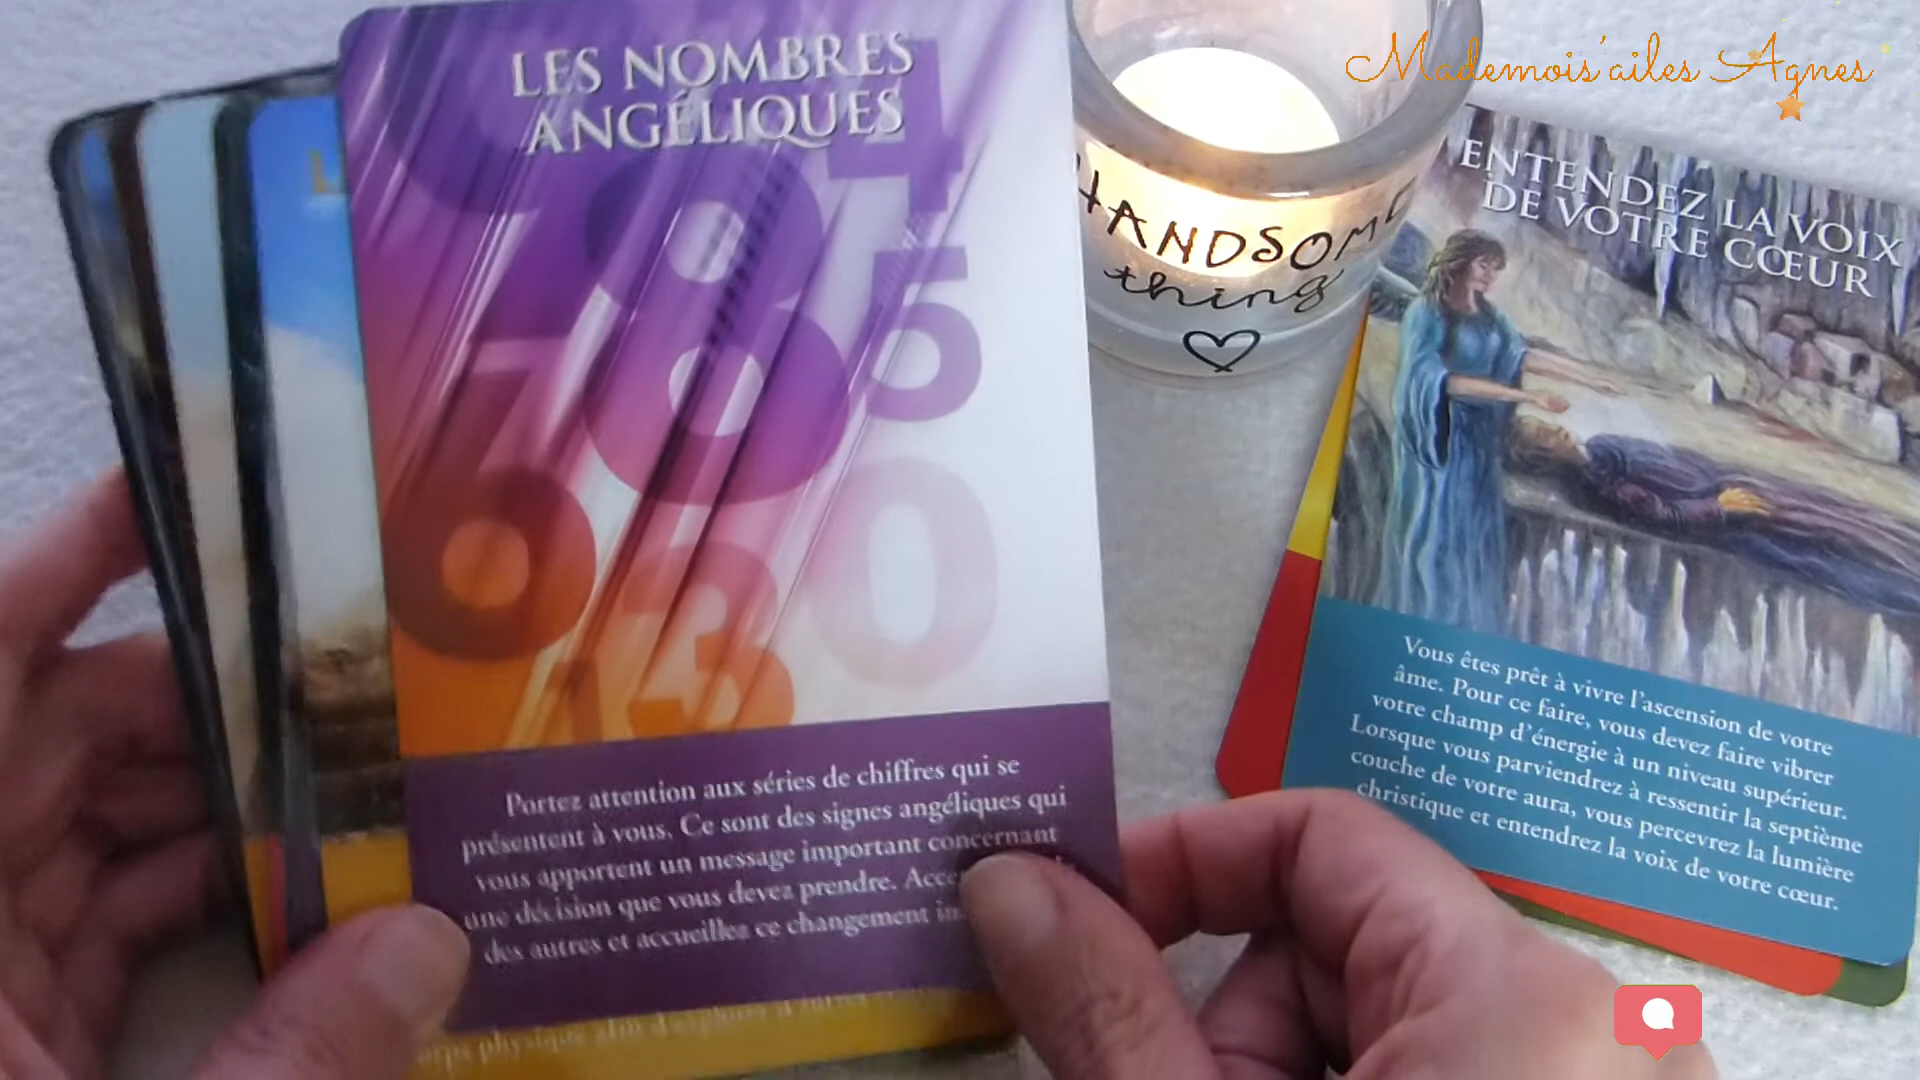 LES NOMBRES
ANGÉLIQUES
Portez attention aux séries de chiffres qui se
présentent à vous. Ce sont des signes angéliques qui
vous apportent un message important concernant
une décision que vous devez prendre.
des autres et accueillez ce changement
physique afin d'explorer
HANDSOME
thing
Mademois'ailes Agnes
ENTENDEZ LA VOIX
DE VOTRE CŒUR
Vous êtes prêt à vivre l'ascension de votre
âme. Pour ce faire, vous devez faire vibrer
votre champ d'énergie à un niveau supérieur.
Lorsque vous parviendrez à ressentir la septième
couche de votre aura, vous percevrez la lumière
christique et entendrez la voix de votre cœur.